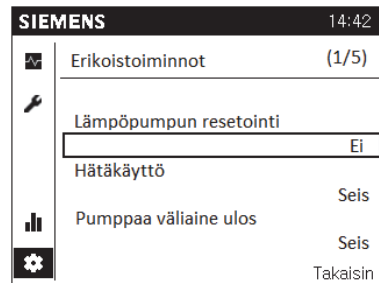 SIEMENS 14:42
Erikoistoiminnot (1/5)
Lämpöpumpun resetointi
Ei
Hätäkäyttö
Seis
Pumppaa väliaine ulos
Seis
Takaisin